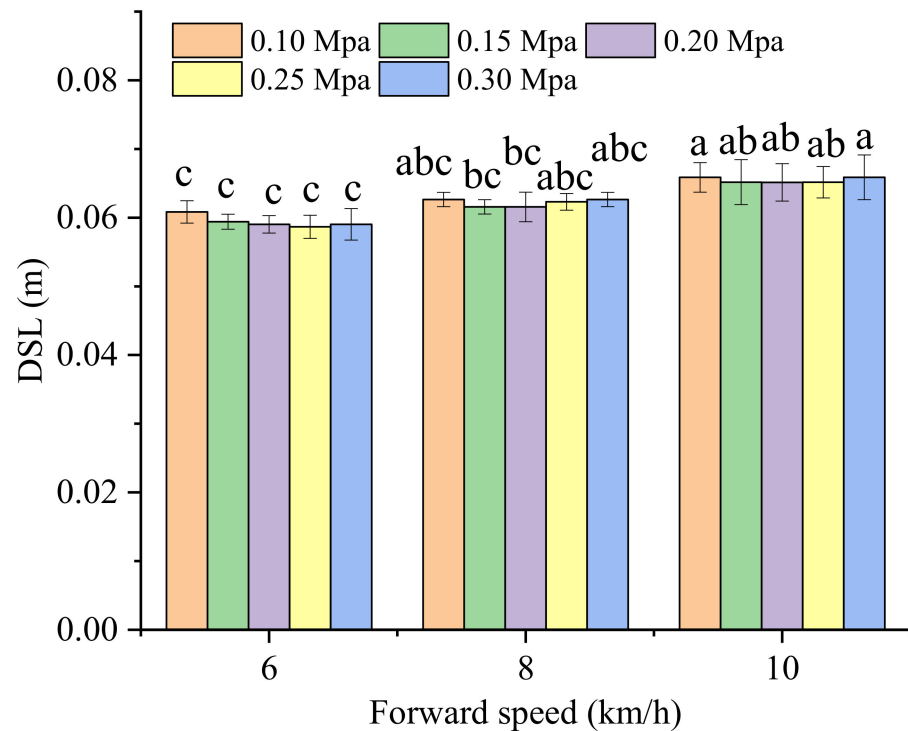 0.10 Mpa 0.15 Mpa 0.20 Mpa
0.25 Mpa 0.30 Mpa
0.08
0.06
0.04
0.02
0.00
DSL (m)
c c c c c
abc bc bc abc abc
a ab ab ab a
6 8 10
Forward speed (km/h)